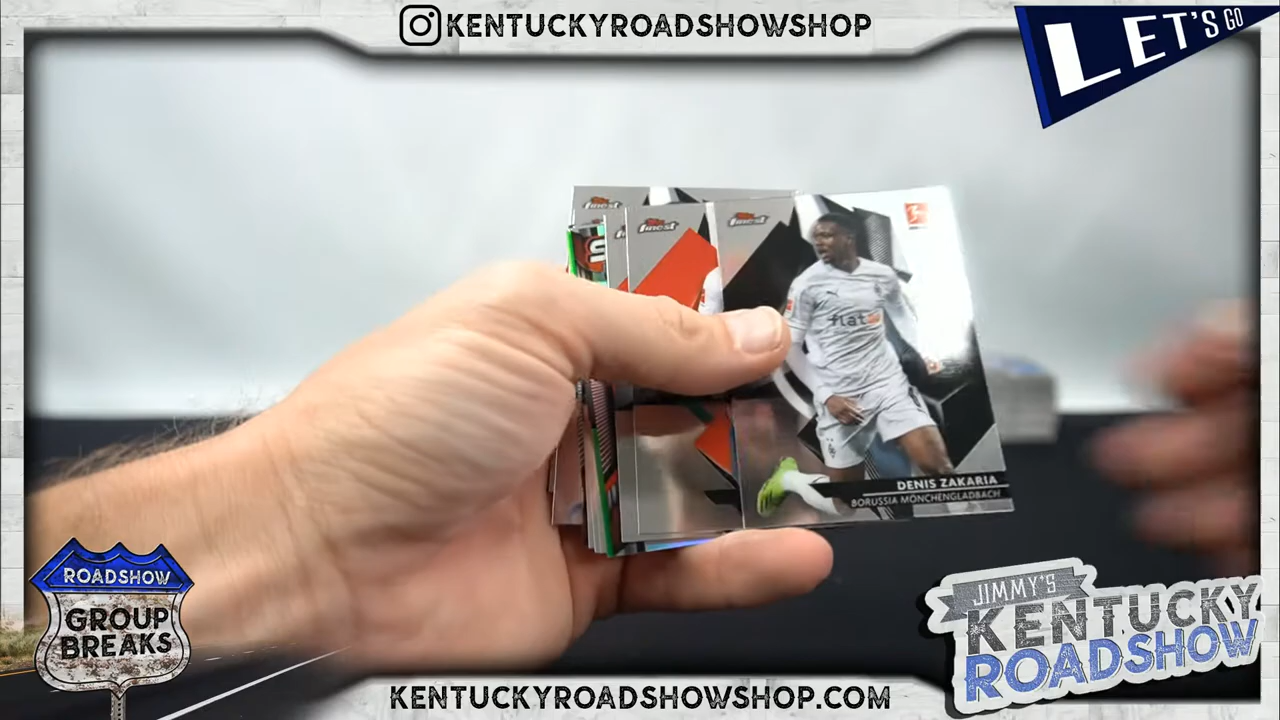 KENTUCKYROADSHOWSHOP
LET'S GO
Finest
Finest
Finest
flatex
DENIS ZAKARIA
BORUSSIA MÖNCHENGLADBACH
ROADSHOW
GROUP
BREAKS
JIMMY'S
KENTUCKY
ROADSHOW
KENTUCKYROADSHOWSHOP.COM